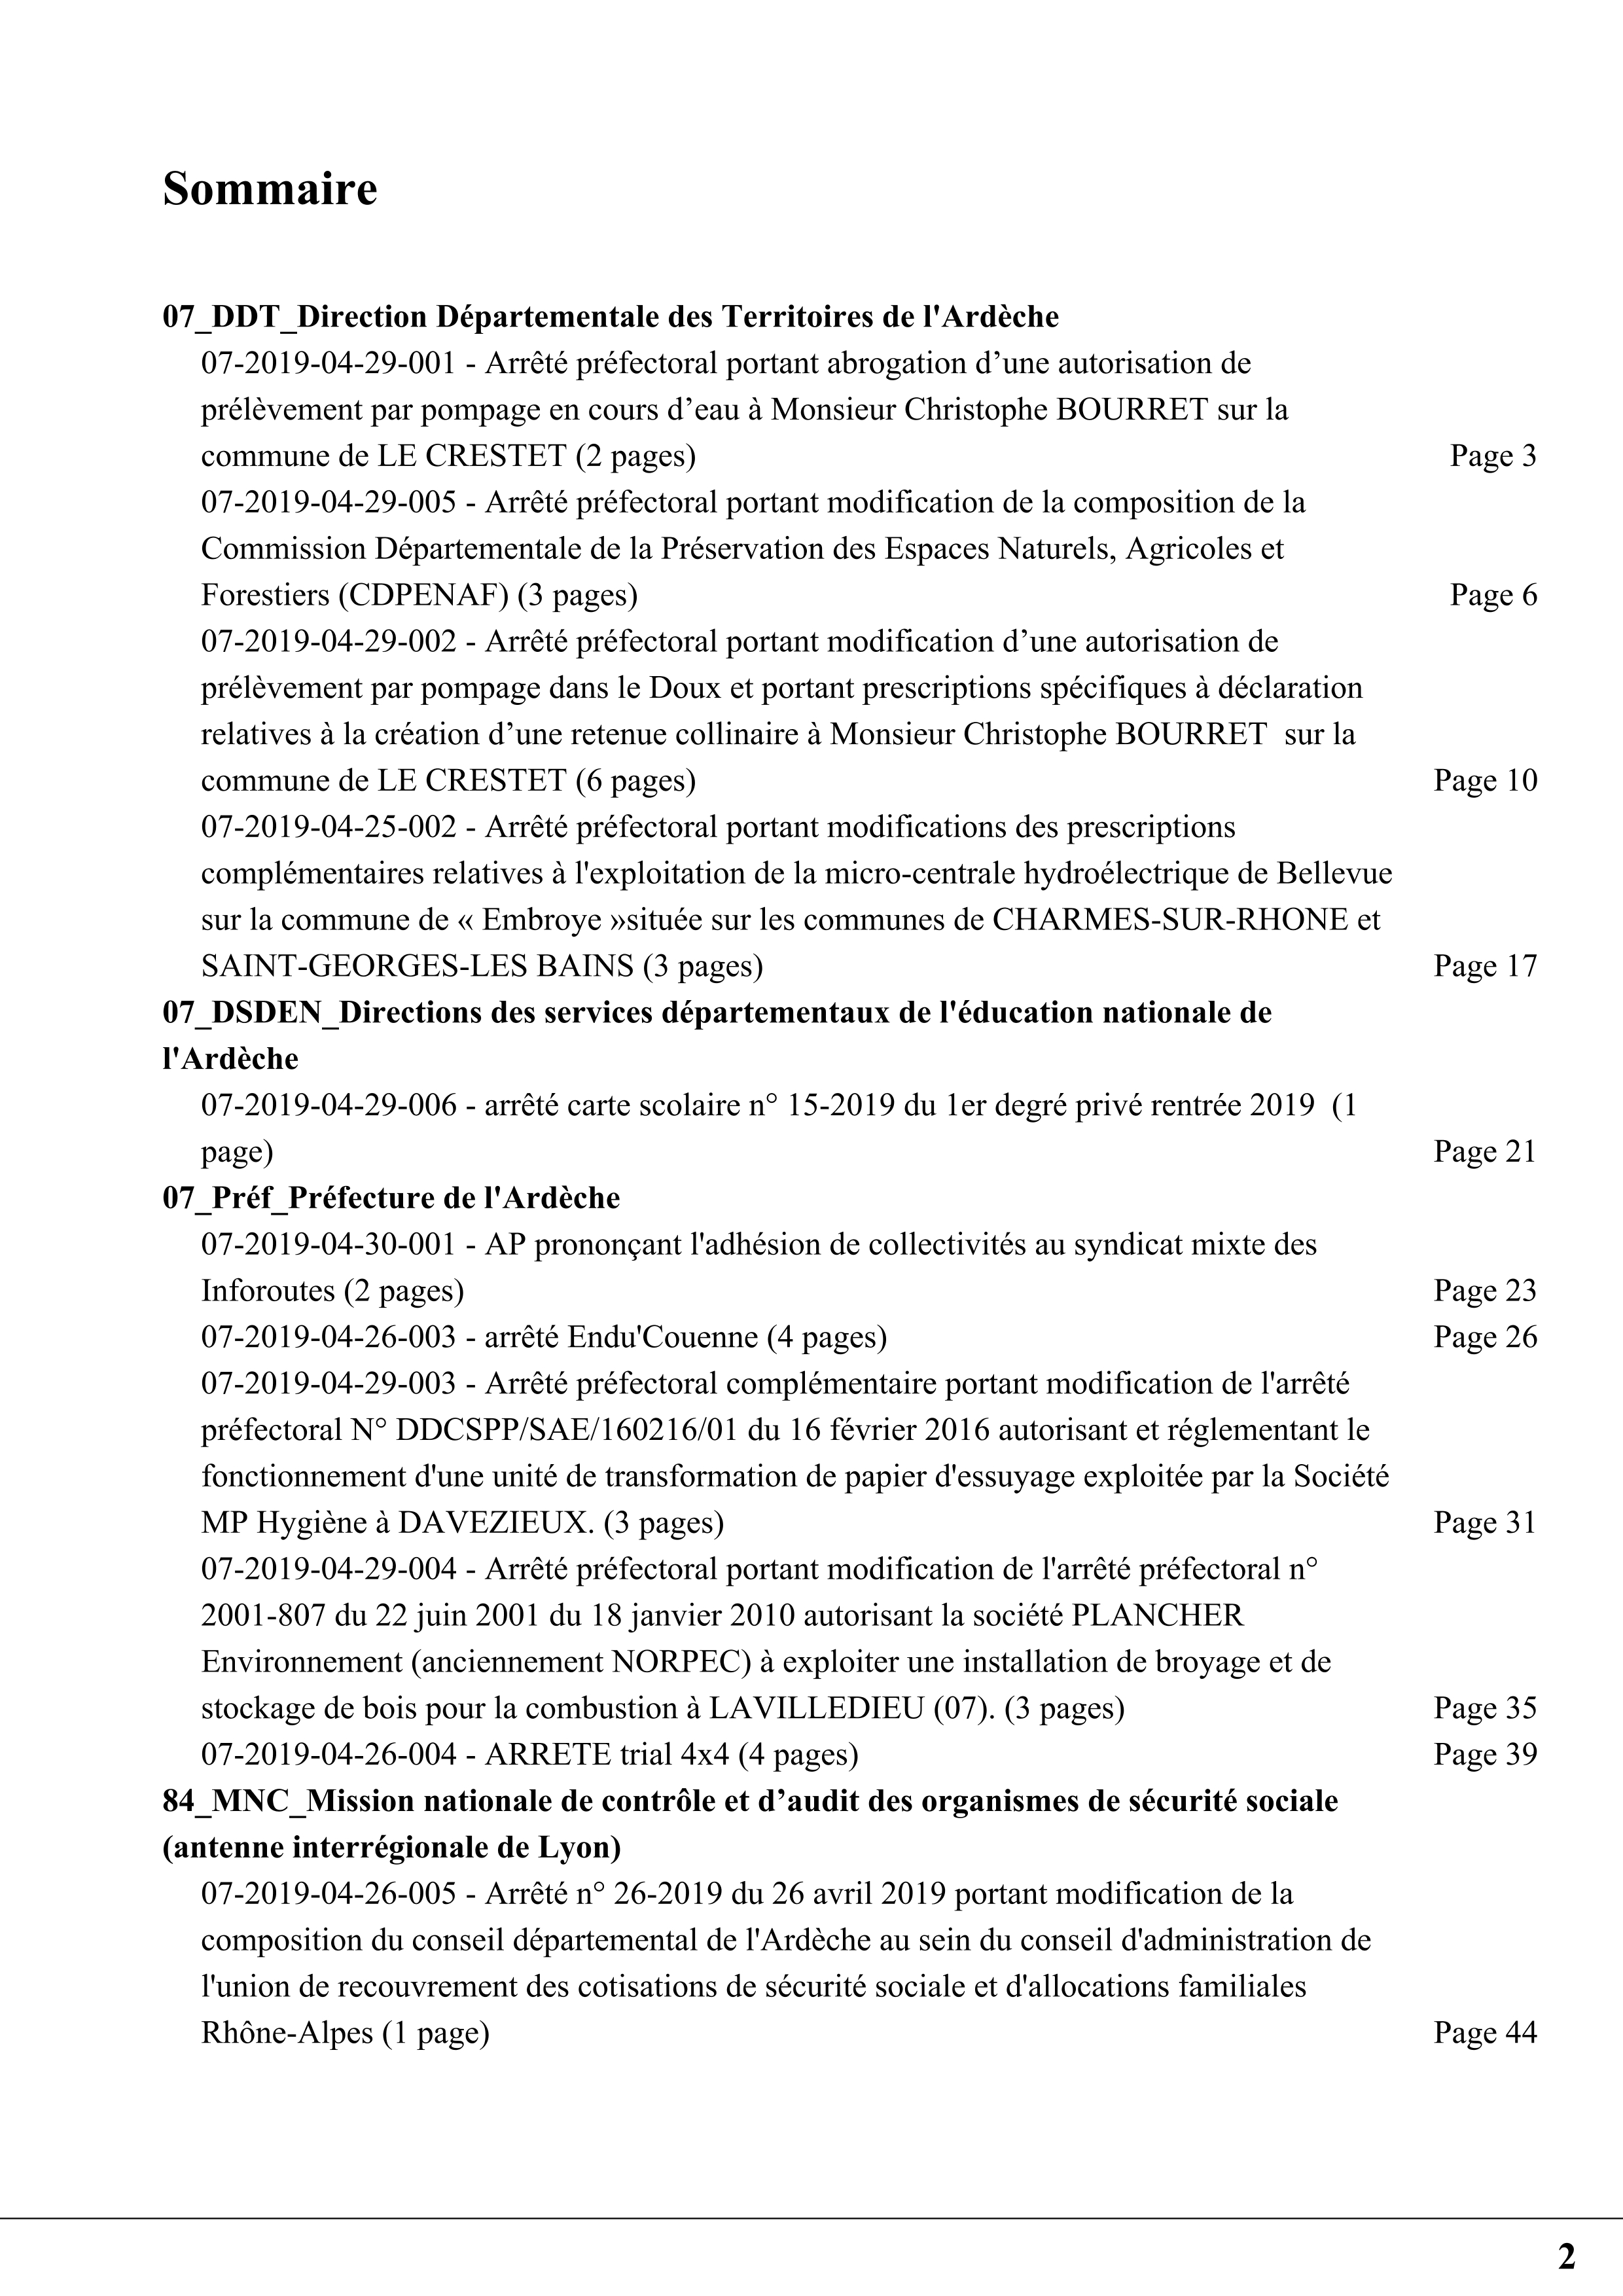 Sommaire
07_DDT_Direction Départementale des Territoires de l'Ardèche
07-2019-04-29-001 - Arrêté préfectoral portant abrogation d’une autorisation de
prélèvement par pompage en cours d’eau à Monsieur Christophe BOURRET sur la
commune de LE CRESTET (2 pages) Page 3
07-2019-04-29-005 - Arrêté préfectoral portant modification de la composition de la
Commission Départementale de la Préservation des Espaces Naturels, Agricoles et
Forestiers (CDPENAF) (3 pages) Page 6
07-2019-04-29-002 - Arrêté préfectoral portant modification d’une autorisation de
prélèvement par pompage dans le Doux et portant prescriptions spécifiques à déclaration
relatives à la création d’une retenue collinaire à Monsieur Christophe BOURRET  sur la
commune de LE CRESTET (6 pages) Page 10
07-2019-04-25-002 - Arrêté préfectoral portant modifications des prescriptions
complémentaires relatives à l'exploitation de la micro-centrale hydroélectrique de Bellevue
sur la commune de « Embroye »située sur les communes de CHARMES-SUR-RHONE et
SAINT-GEORGES-LES BAINS (3 pages) Page 17
07_DSDEN_Directions des services départementaux de l'éducation nationale de
l'Ardèche
07-2019-04-29-006 - arrêté carte scolaire n° 15-2019 du 1er degré privé rentrée 2019  (1
page) Page 21
07_Préf_Préfecture de l'Ardèche
07-2019-04-30-001 - AP prononçant l'adhésion de collectivités au syndicat mixte des
Inforoutes (2 pages) Page 23
07-2019-04-26-003 - arrêté Endu'Couenne (4 pages) Page 26
07-2019-04-29-003 - Arrêté préfectoral complémentaire portant modification de l'arrêté
préfectoral N° DDCSPP/SAE/160216/01 du 16 février 2016 autorisant et réglementant le
fonctionnement d'une unité de transformation de papier d'essuyage exploitée par la Société
MP Hygiène à DAVEZIEUX. (3 pages) Page 31
07-2019-04-29-004 - Arrêté préfectoral portant modification de l'arrêté préfectoral n°
2001-807 du 22 juin 2001 du 18 janvier 2010 autorisant la société PLANCHER
Environnement (anciennement NORPEC) à exploiter une installation de broyage et de
stockage de bois pour la combustion à LAVILLEDIEU (07). (3 pages) Page 35
07-2019-04-26-004 - ARRETE trial 4x4 (4 pages) Page 39
84_MNC_Mission nationale de contrôle et d’audit des organismes de sécurité sociale
(antenne interrégionale de Lyon)
07-2019-04-26-005 - Arrêté n° 26-2019 du 26 avril 2019 portant modification de la
composition du conseil départemental de l'Ardèche au sein du conseil d'administration de
l'union de recouvrement des cotisations de sécurité sociale et d'allocations familiales
Rhône-Alpes (1 page) Page 44
2